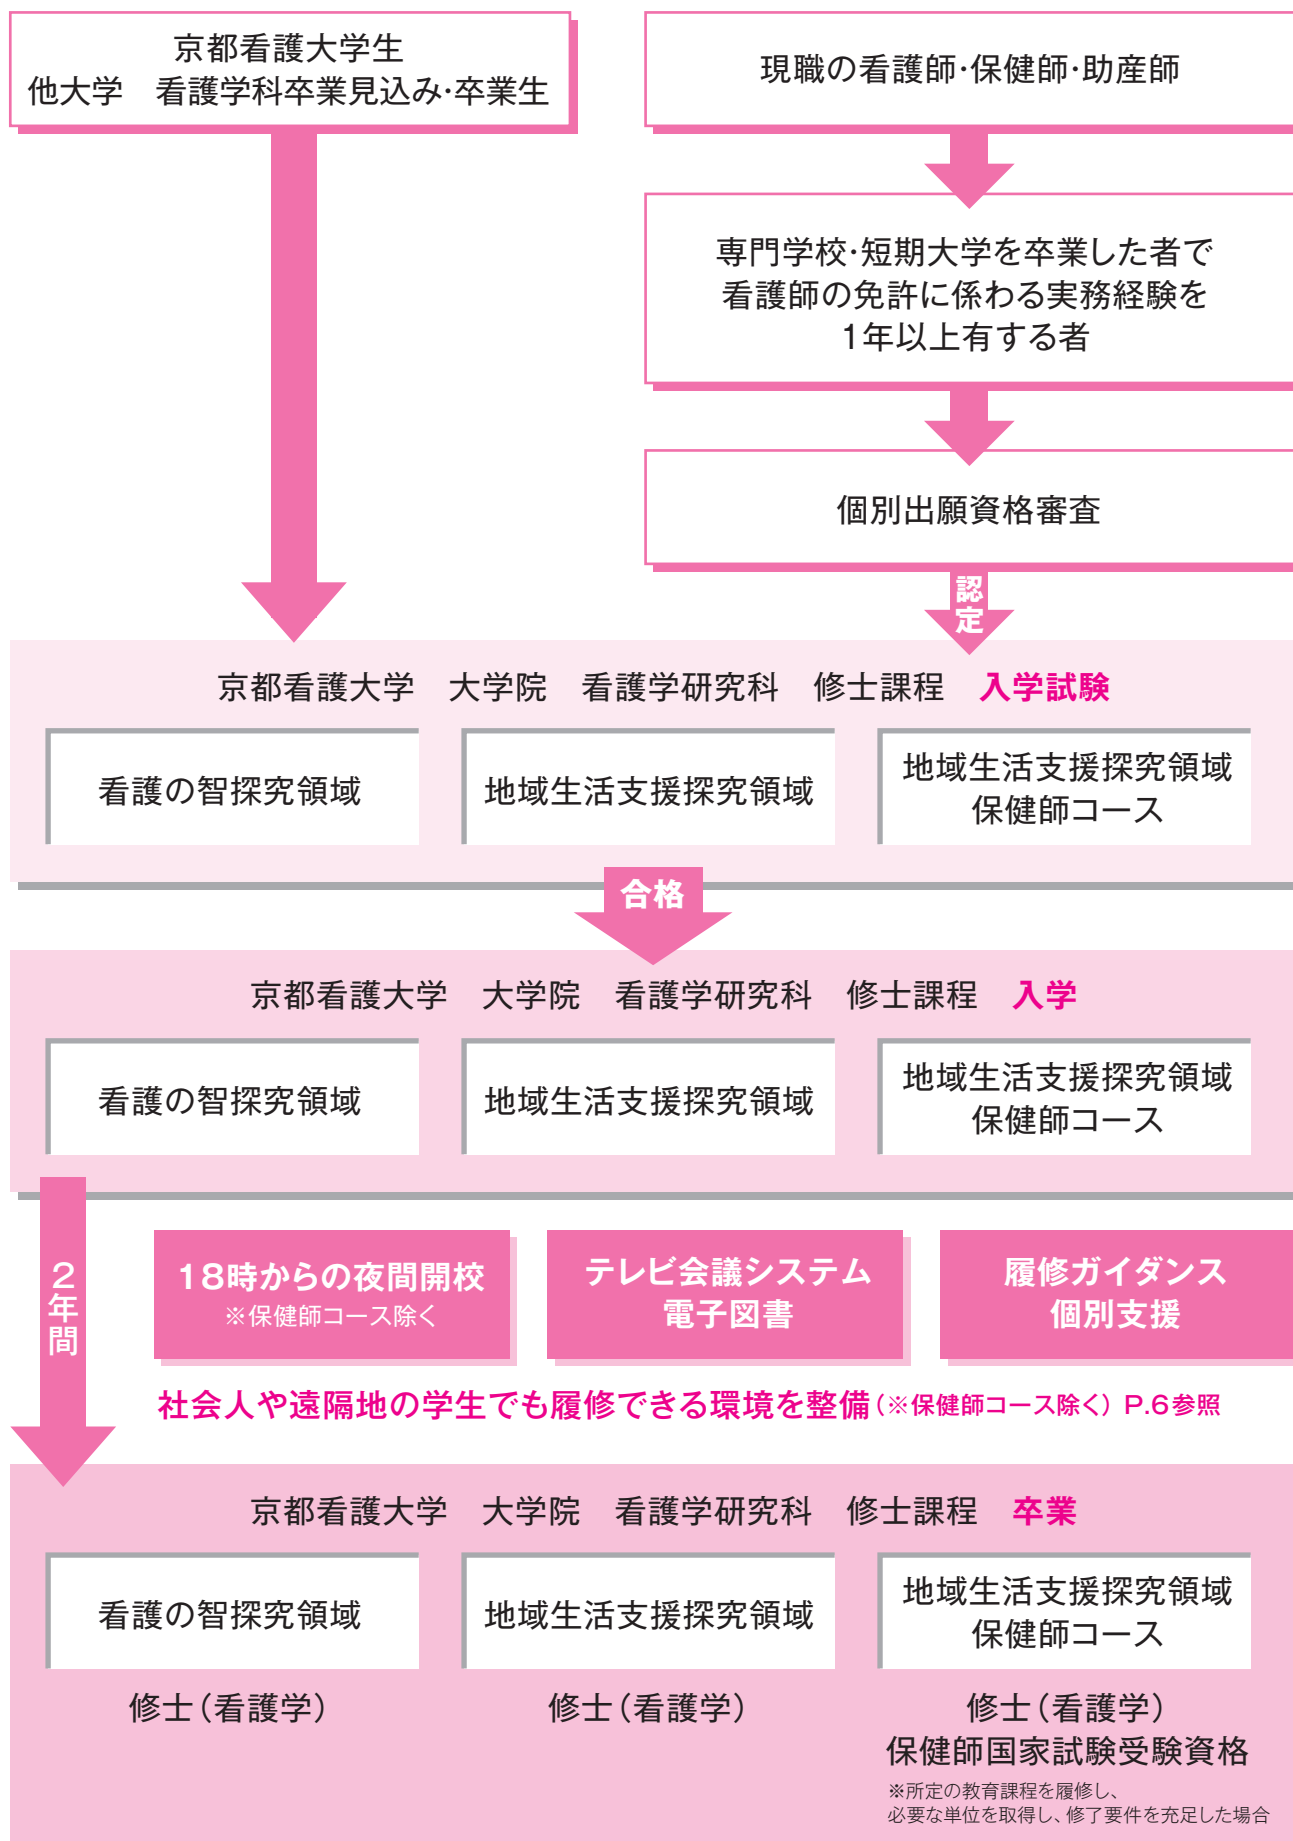 京都看護大学生
他大学　看護学科卒業見込み・卒業生
現職の看護師・保健師・助産師
専門学校・短期大学を卒業した者で
看護師の免許に係わる実務経験を
1年以上有する者
個別出願資格審査
認定
京都看護大学　大学院　看護学研究科　修士課程　入学試験
看護の智探究領域
地域生活支援探究領域
地域生活支援探究領域
保健師コース
合格
京都看護大学　大学院　看護学研究科　修士課程　入学
看護の智探究領域
地域生活支援探究領域
地域生活支援探究領域
保健師コース
2年間
18時からの夜間開校
※保健師コース除く
テレビ会議システム
電子図書
履修ガイダンス
個別支援
社会人や遠隔地の学生でも履修できる環境を整備（※保健師コース除く）P.6参照
京都看護大学　大学院　看護学研究科　修士課程　卒業
看護の智探究領域
地域生活支援探究領域
地域生活支援探究領域
保健師コース
修士（看護学）
修士（看護学）
修士（看護学）
保健師国家試験受験資格
※所定の教育課程を履修し、
必要な単位を取得し、修了要件を充足した場合